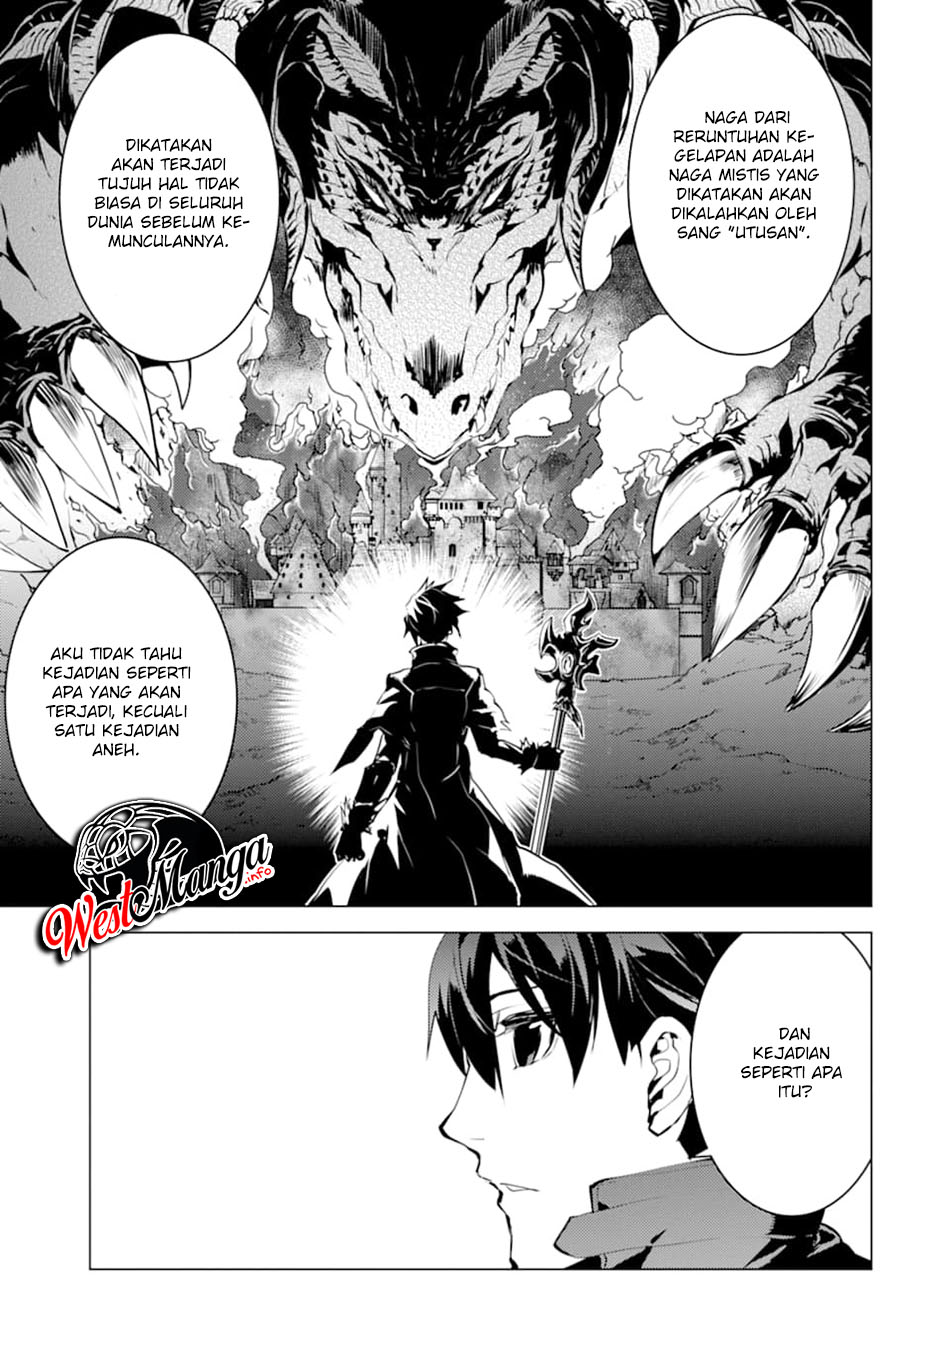 NAGA DARI
RERUNTUHAN KE-
GELAPAN ADALAH
NAGA MISTIS YANG
DIKATAKAN AKAN
DIKALAHKAN OLEH
SANG "UTUSAN".
DIKATAKAN
AKAN TERJADI
TUJUH HAL TIDAK
BIASA DI SELURUH
DUNIA SEBELUM KE-
MUNCULANNYA.
AKU TIDAK TAHU
KEJADIAN SEPERTI
APA YANG AKAN
TERJADI, KECUALI
SATU KEJADIAN
ANEH.
WestManga
.info
DAN
KEJADIAN
SEPERTI APA
ITU?